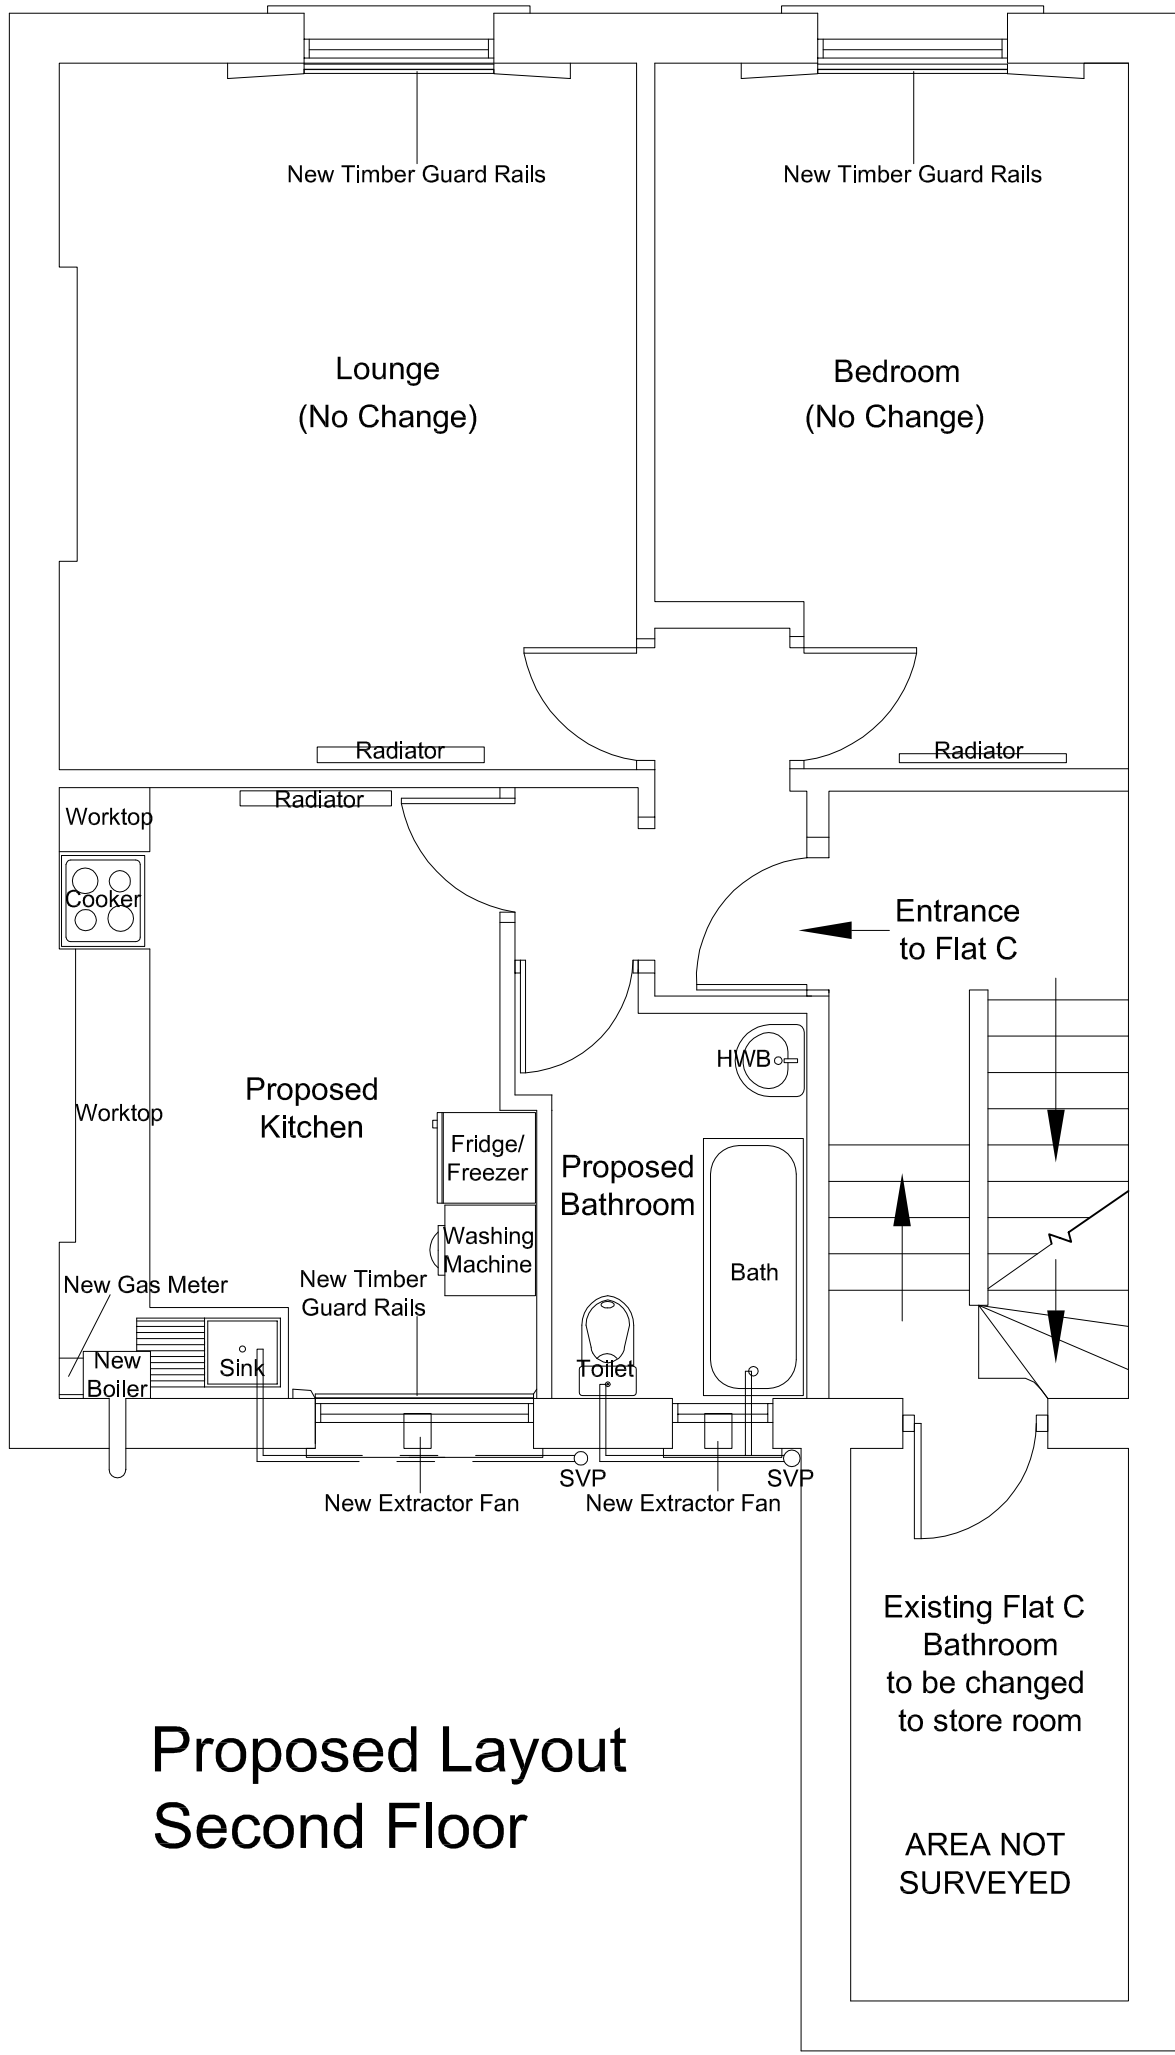 New Timber Guard Rails
New Timber Guard Rails
Lounge
(No Change)
Bedroom
(No Change)
Radiator
Radiator
Radiator
Worktop
Cooker
Entrance
to Flat C
HWB
Proposed
Kitchen
Worktop
Fridge/
Freezer
Proposed
Bathroom
Washing
Machine
Bath
New Gas Meter
New Timber
Guard Rails
New
Boiler
Sink
Toilet
SVP
SVP
New Extractor Fan
New Extractor Fan
Existing Flat C
Bathroom
to be changed
to store room
Proposed Layout
Second Floor
AREA NOT
SURVEYED